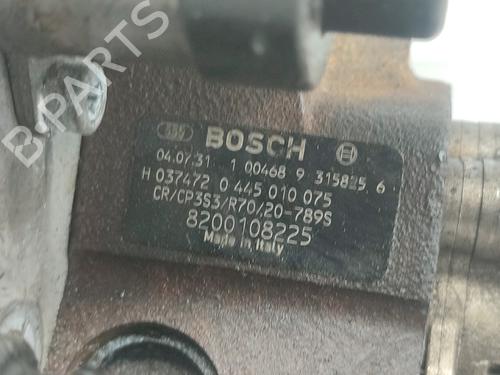 BOSCH
04.07.31 1 00468 9 315825 6
H 037472 0 445 010 075
CR/CP3S3/R70/20-789S
8200108225
Made in Italy
B-PARTS